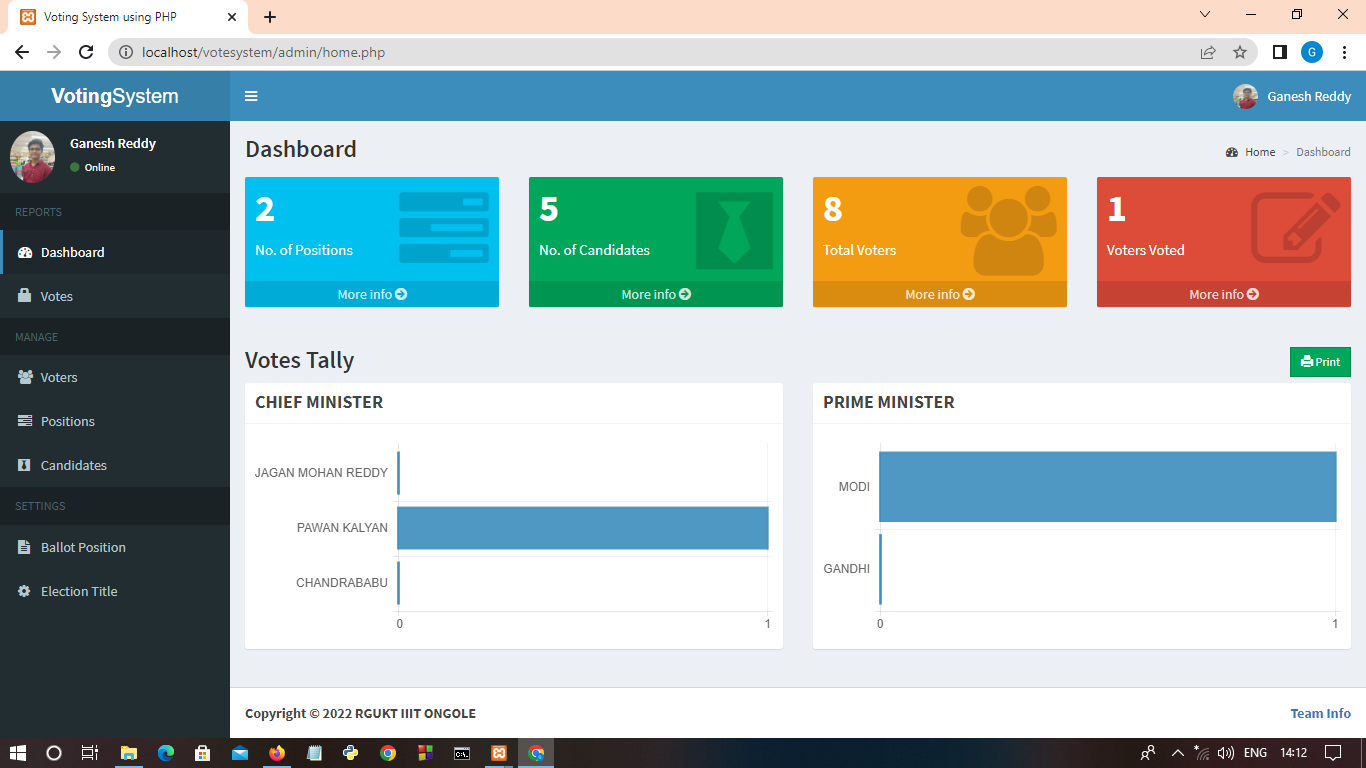 Voting System using PHP
localhost/votesystem/admin/home.php
G
VotingSystem
Ganesh Reddy
Ganesh Reddy
Online
REPORTS
Dashboard
Votes
MANAGE
Voters
Positions
Candidates
SETTINGS
Ballot Position
Election Title
Dashboard
Home > Dashboard
2
No. of Positions
More info
5
No. of Candidates
More info
8
Total Voters
More info
1
Voters Voted
More info
Votes Tally
Print
CHIEF MINISTER
JAGAN MOHAN REDDY
PAWAN KALYAN
CHANDRABABU
0 1
PRIME MINISTER
MODI
GANDHI
0 1
Copyright © 2022 RGUKT IIIT ONGOLE
Team Info
ENG 14:12